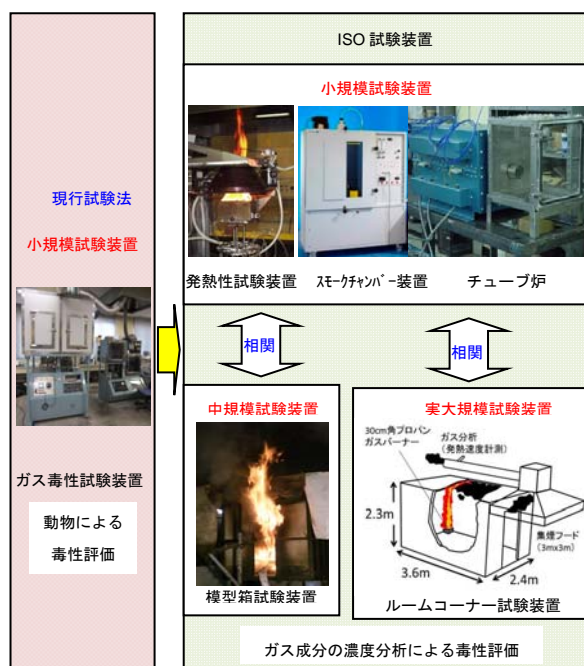 現行試験法
小規模試験装置
ガス毒性試験装置
動物による
毒性評価
ISO 試験装置
小規模試験装置
発熱性試験装置
ｽﾓｰｸﾁｬﾝﾊﾞｰ装置
チューブ炉
相関
相関
中規模試験装置
模型箱試験装置
実大規模試験装置
30cm角プロパン
ガスバーナー
ガス分析
(発熱速度計測)
2.3m
3.6m
2.4m
集煙フード
(3mx3m)
ルームコーナー試験装置
ガス成分の濃度分析による毒性評価